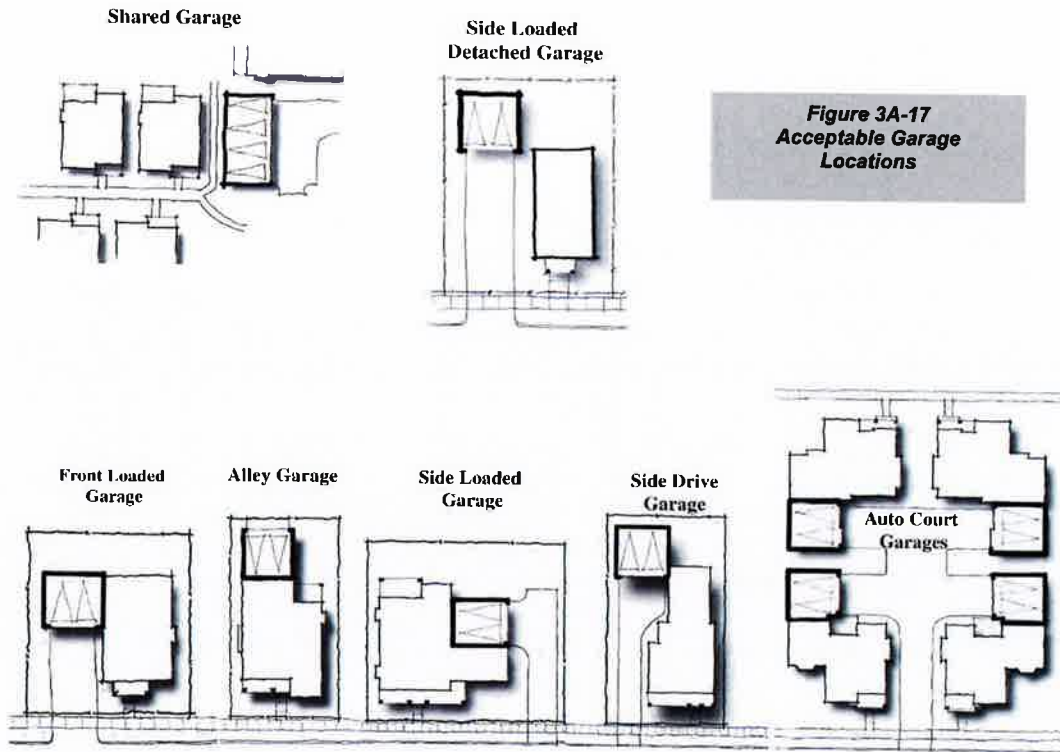 Shared Garage
Side Loaded
Detached Garage
Figure 3A-17
Acceptable Garage
Locations
Front Loaded
Garage
Alley Garage
Side Loaded
Garage
Side Drive
Garage
Auto Court
Garages